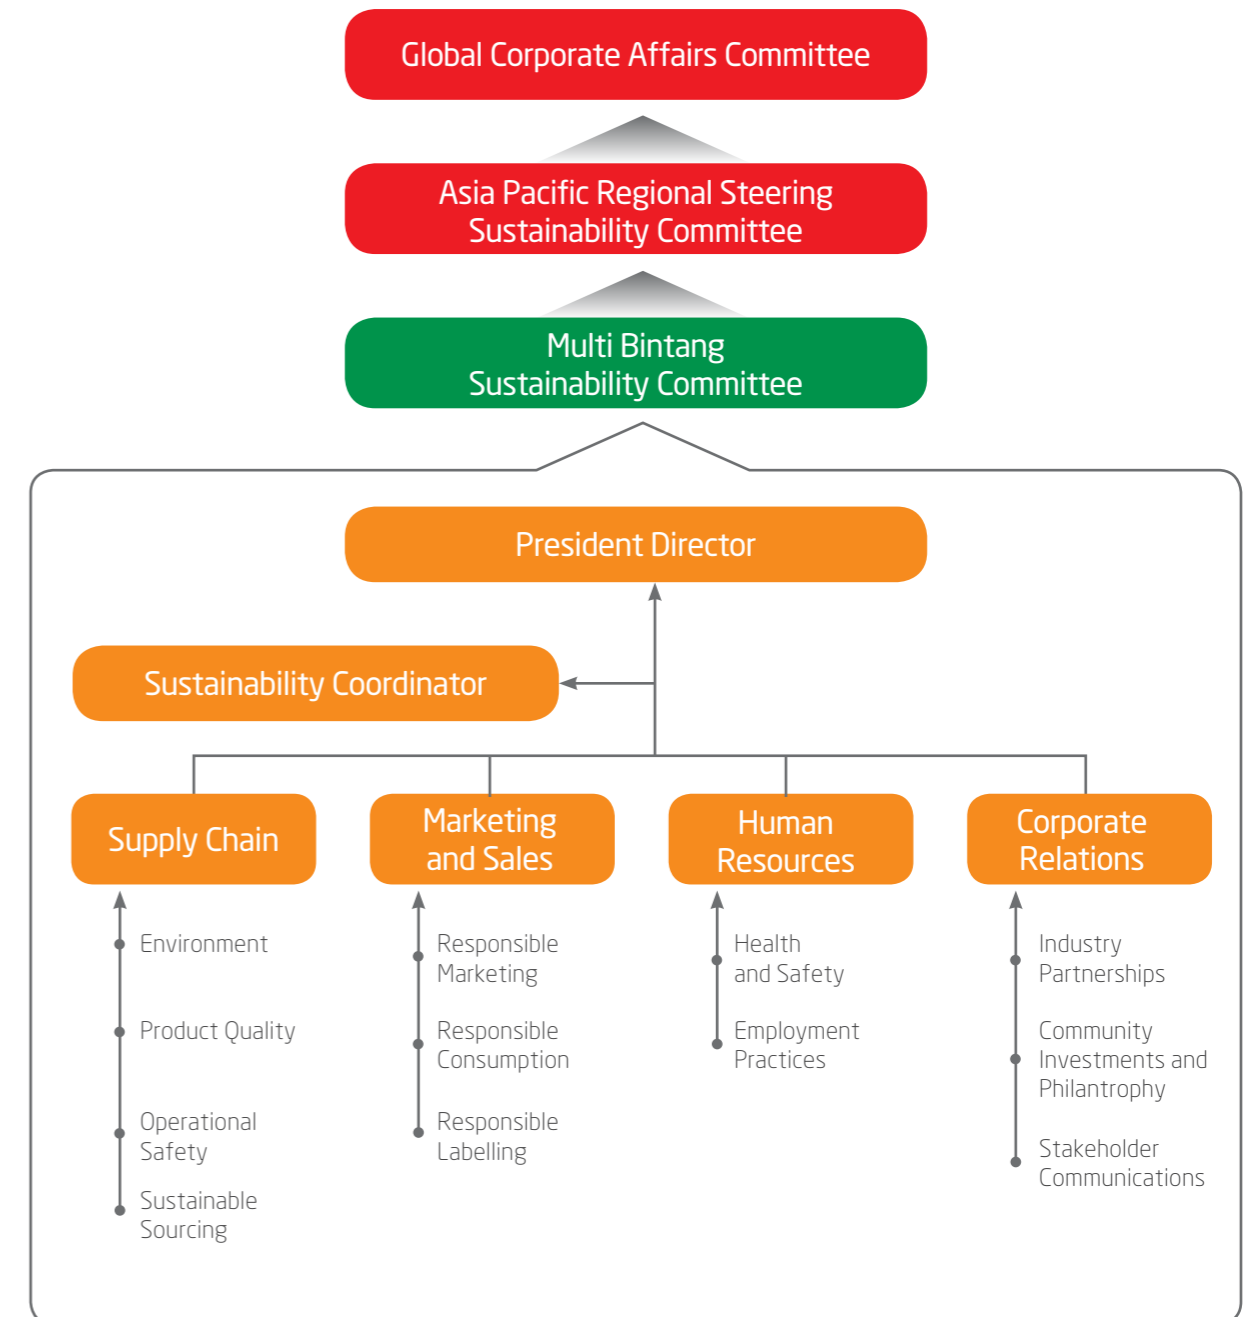 Global Corporate Affairs Committee
Asia Pacific Regional Steering
Sustainability Committee
Multi Bintang
Sustainability Committee
President Director
Sustainability Coordinator
Supply Chain
Environment
Product Quality
Operational
Safety
Sustainable
Sourcing
Marketing
and Sales
Responsible
Marketing
Responsible
Consumption
Responsible
Labelling
Human
Resources
Health
and Safety
Employment
Practices
Corporate
Relations
Industry
Partnerships
Community
Investments and
Philantrophy
Stakeholder
Communications